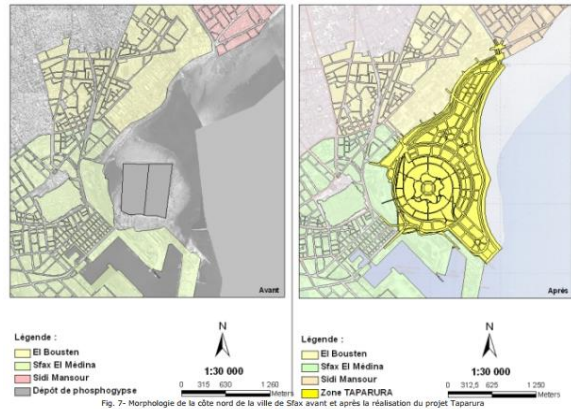 Avant
Après
Légende :
El Bousten
Sfax El Médina
Sidi Mansour
Dépôt de phosphogypse
N
1:30 000
0 315 630 1 260
Meters
Légende :
El Bousten
Sfax El Médina
Sidi Mansour
Zone TAPARURA
N
1:30 000
0 312,5 625 1 250
Meters
Fig. 7- Morphologie de la côte nord de la ville de Sfax avant et après la réalisation du projet Taparura